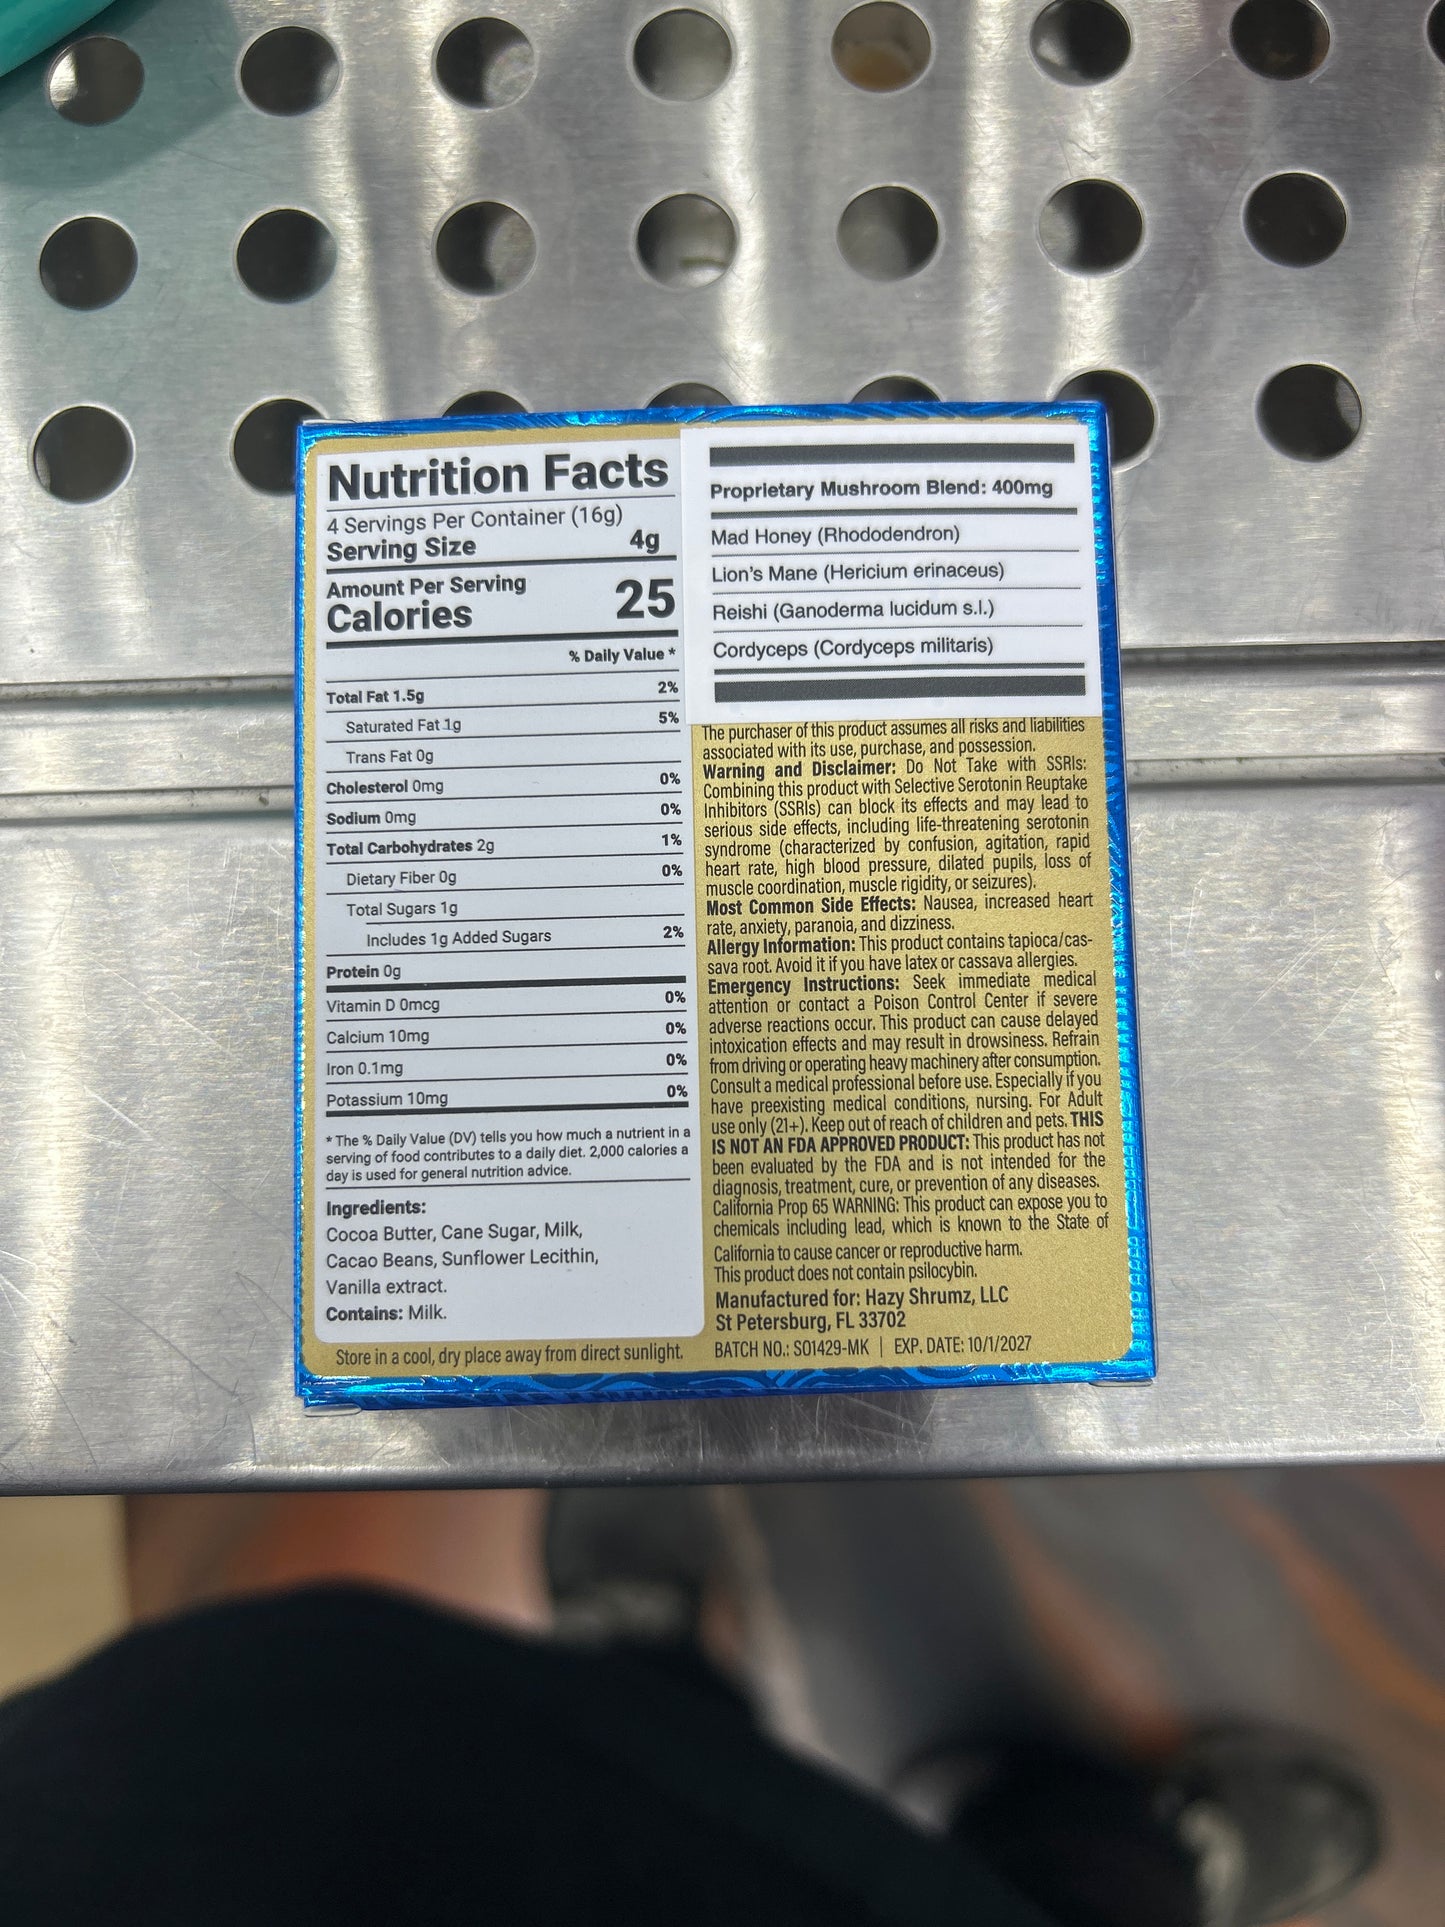 Nutrition Facts
4 Servings Per Container (16g)
Serving Size 4g
Amount Per Serving
Calories 25
% Daily Value *
Total Fat 1.5g 2%
Saturated Fat 1g 5%
Trans Fat 0g
Cholesterol 0mg 0%
Sodium 0mg 0%
Total Carbohydrates 2g 1%
Dietary Fiber 0g 0%
Total Sugars 1g
Includes 1g Added Sugars 2%
Protein 0g
Vitamin D 0mcg 0%
Calcium 10mg 0%
Iron 0.1mg 0%
Potassium 10mg 0%
* The % Daily Value (DV) tells you how much a nutrient in a
serving of food contributes to a daily diet. 2,000 calories a
day is used for general nutrition advice.
Ingredients:
Cocoa Butter, Cane Sugar, Milk,
Cacao Beans, Sunflower Lecithin,
Vanilla extract.
Contains: Milk.
Store in a cool, dry place away from direct sunlight.
Proprietary Mushroom Blend: 400mg
Mad Honey (Rhododendron)
Lion's Mane (Hericium erinaceus)
Reishi (Ganoderma lucidum s.l.)
Cordyceps (Cordyceps militaris)
The purchaser of this product assumes all risks and liabilities
associated with its use, purchase, and possession.
Warning and Disclaimer: Do Not Take with SSRIs:
Combining this product with Selective Serotonin Reuptake
Inhibitors (SSRIs) can block its effects and may lead to
serious side effects, including life-threatening serotonin
syndrome (characterized by confusion, agitation, rapid
heart rate, high blood pressure, dilated pupils, loss of
muscle coordination, muscle rigidity, or seizures).
Most Common Side Effects: Nausea, increased heart
rate, anxiety, paranoia, and dizziness.
Allergy Information: This product contains tapioca/cas-
sava root. Avoid it if you have latex or cassava allergies.
Emergency Instructions: Seek immediate medical
attention or contact a Poison Control Center if severe
adverse reactions occur. This product can cause delayed
intoxication effects and may result in drowsiness. Refrain
from driving or operating heavy machinery after consumption.
Consult a medical professional before use. Especially if you
have preexisting medical conditions, nursing. For Adult
use only (21+). Keep out of reach of children and pets. THIS
IS NOT AN FDA APPROVED PRODUCT: This product has not
been evaluated by the FDA and is not intended for the
diagnosis, treatment, cure, or prevention of any diseases.
California Prop 65 WARNING: This product can expose you to
chemicals including lead, which is known to the State of
California to cause cancer or reproductive harm.
This product does not contain psilocybin.
Manufactured for: Hazy Shrumz, LLC
St Petersburg, FL 33702
BATCH NO.: SO1429-MK | EXP. DATE: 10/1/2027